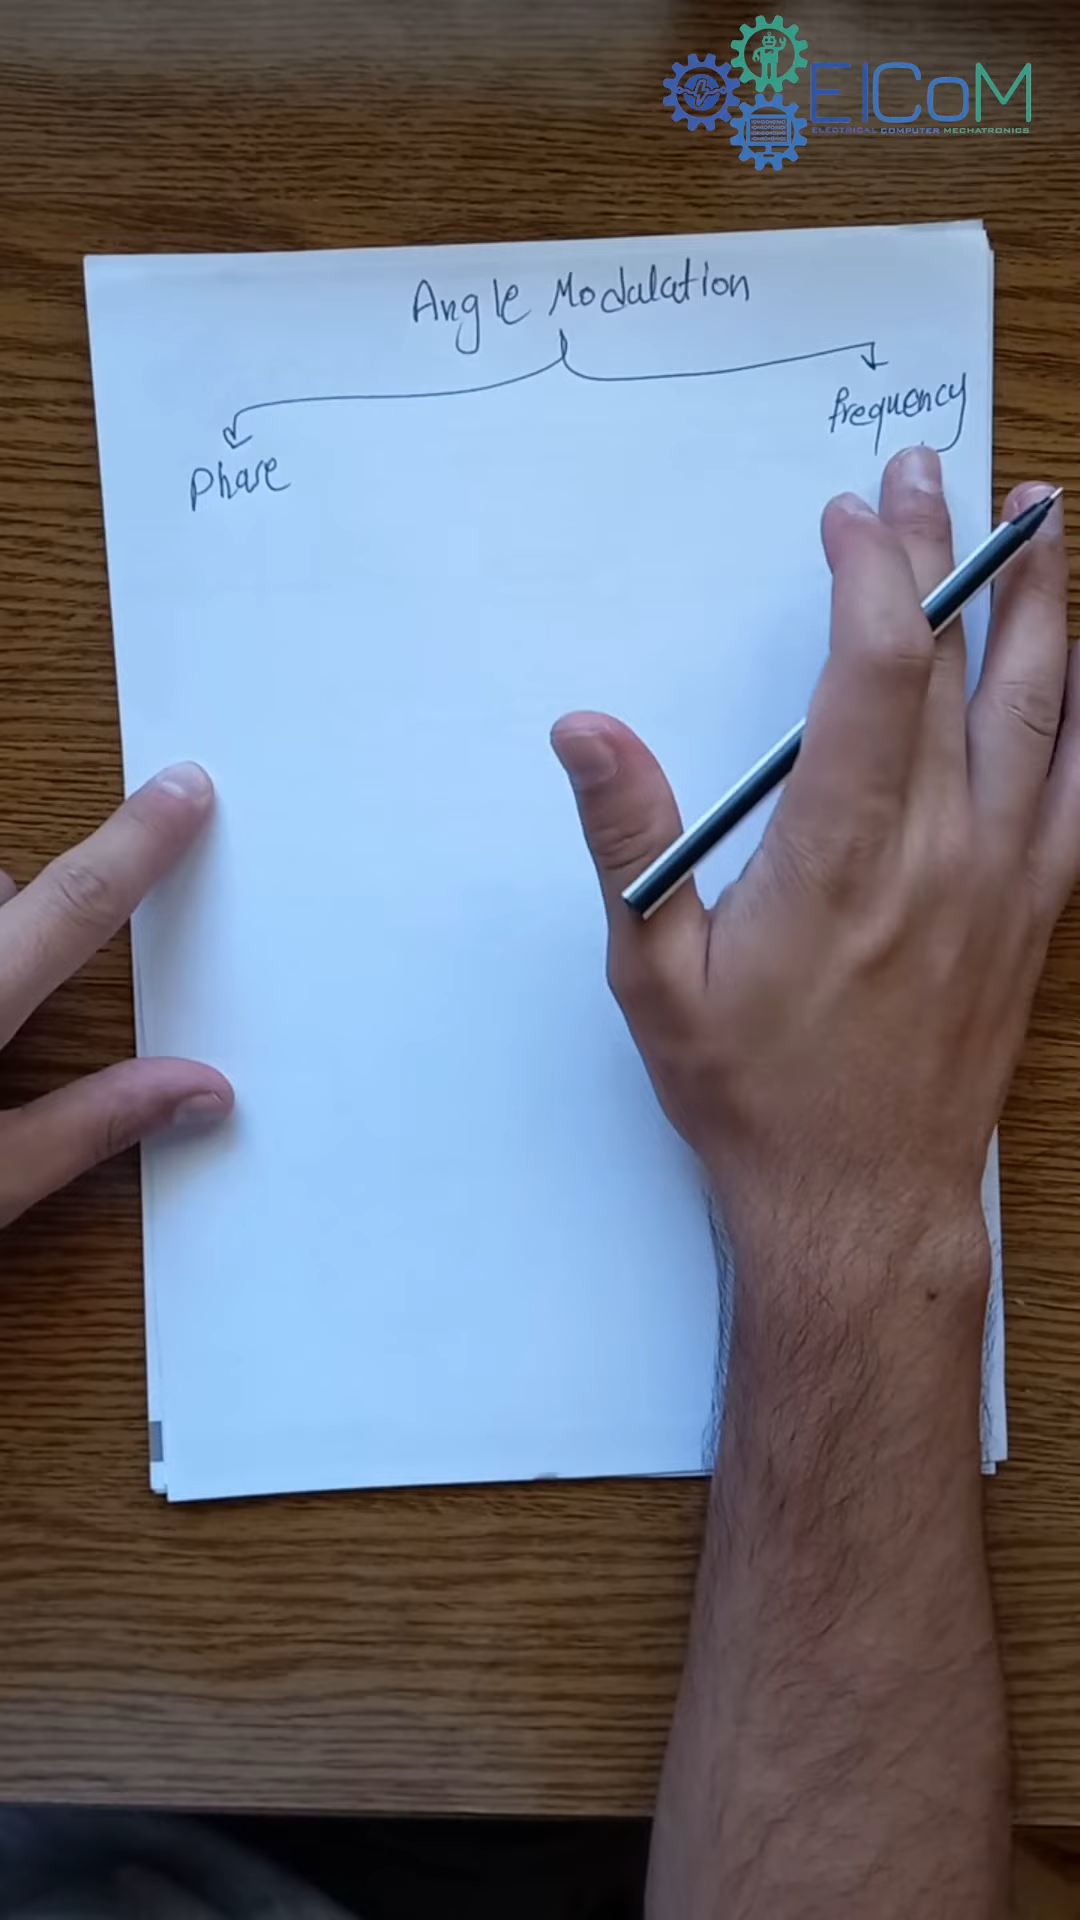 EICoM
ELECTRICAL COMPUTER MECHATRONICS
Angle Modulation
frequency
Phase